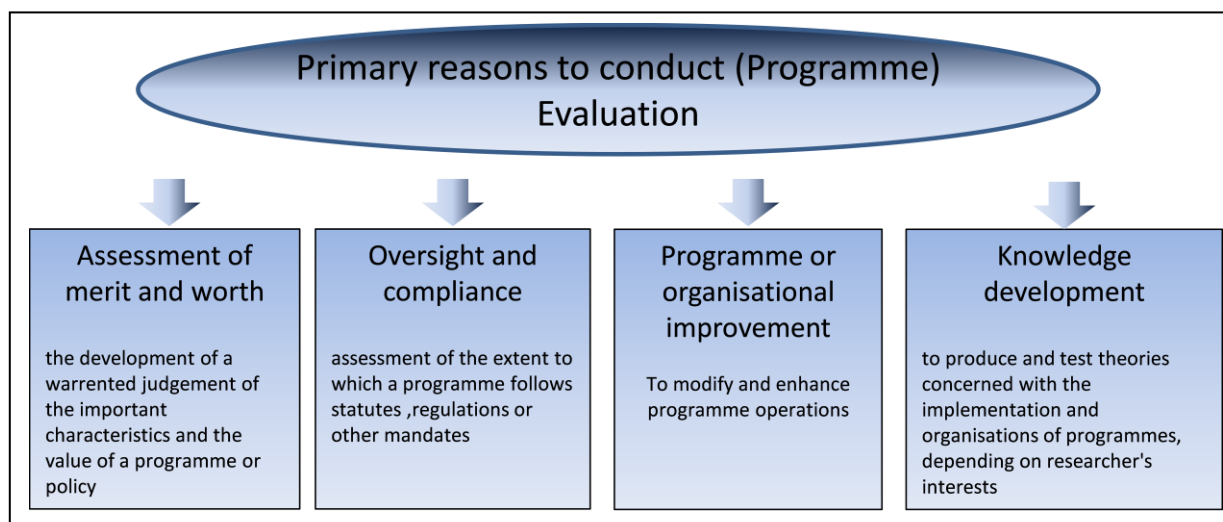 Primary reasons to conduct (Programme)
Evaluation
Assessment of
merit and worth
the development of a
warrented judgement of
the important
characteristics and the
value of a programme or
policy
Oversight and
compliance
assessment of the extent to
which a programme follows
statutes ,regulations or
other mandates
Programme or
organisational
improvement
To modify and enhance
programme operations
Knowledge
development
to produce and test theories
concerned with the
implementation and
organisations of programmes,
depending on researcher's
interests